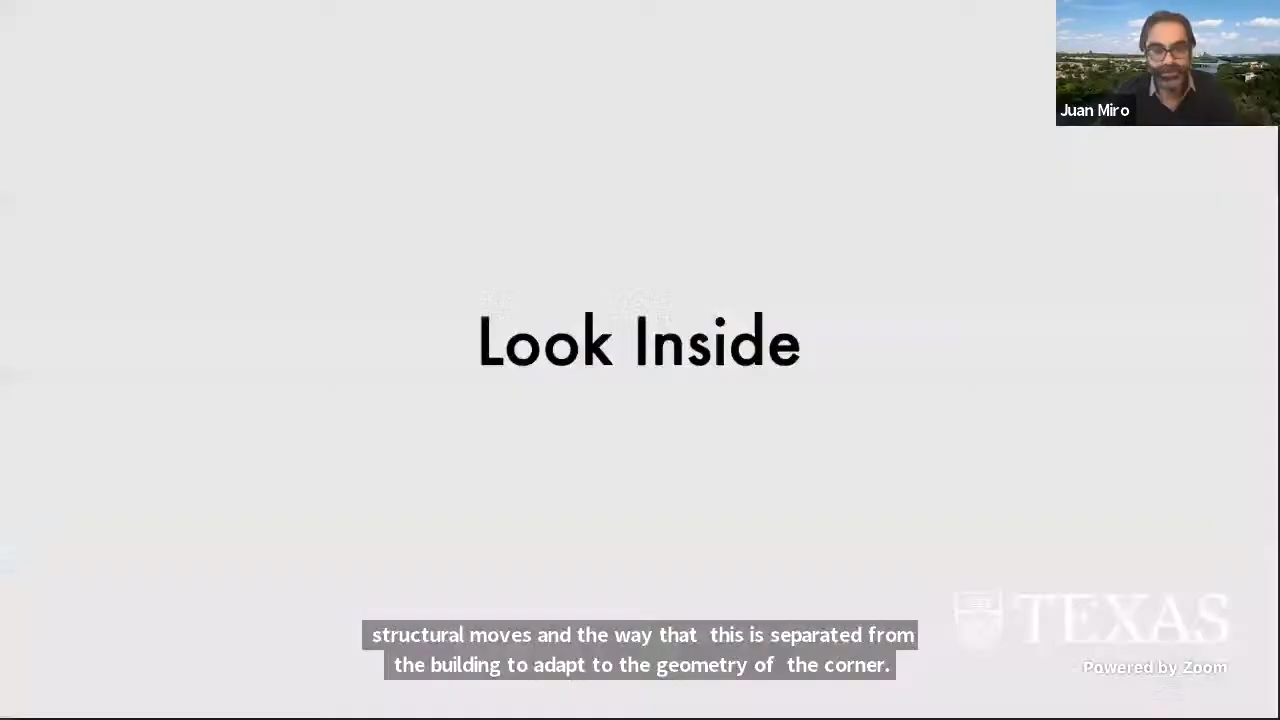 Juan Miro
Look Inside
TEXAS
structural moves and the way that this is separated from
the building to adapt to the geometry of the corner.
Powered by Zoom